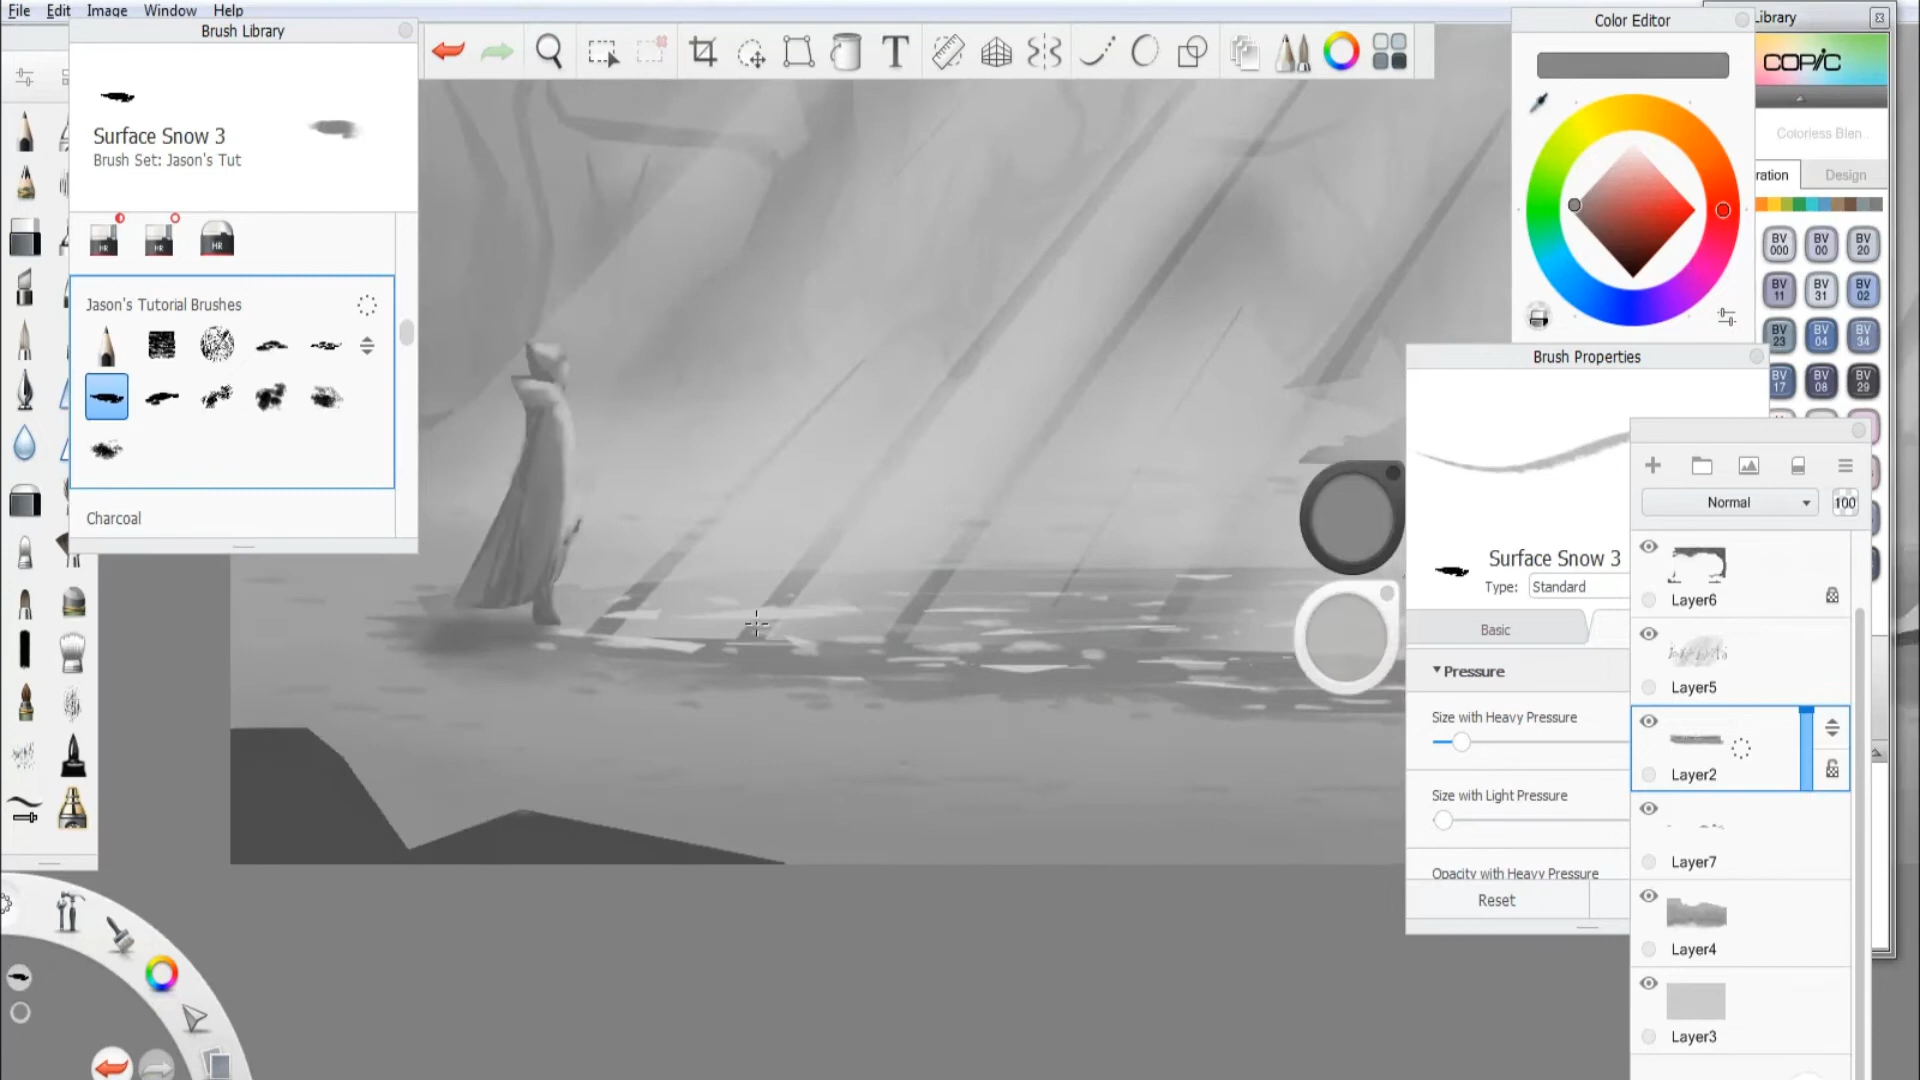 File Edit Image Window Help
Brush Library
Surface Snow 3
Brush Set: Jason's Tut
HR HR HR
Jason's Tutorial Brushes
Charcoal
T
Color Editor
Library
COPIC
Colorless Blen
ration Design
BV 000 BV 00 BV 20
BV 11 BV 31 BV 02
BV 23 BV 04 BV 34
BV 17 BV 08 BV 29
Brush Properties
Surface Snow 3
Type: Standard
Basic
Pressure
Size with Heavy Pressure
Size with Light Pressure
Opacity with Heavy Pressure
Reset
Normal 100
Layer6
Layer5
Layer2
Layer7
Layer4
Layer3